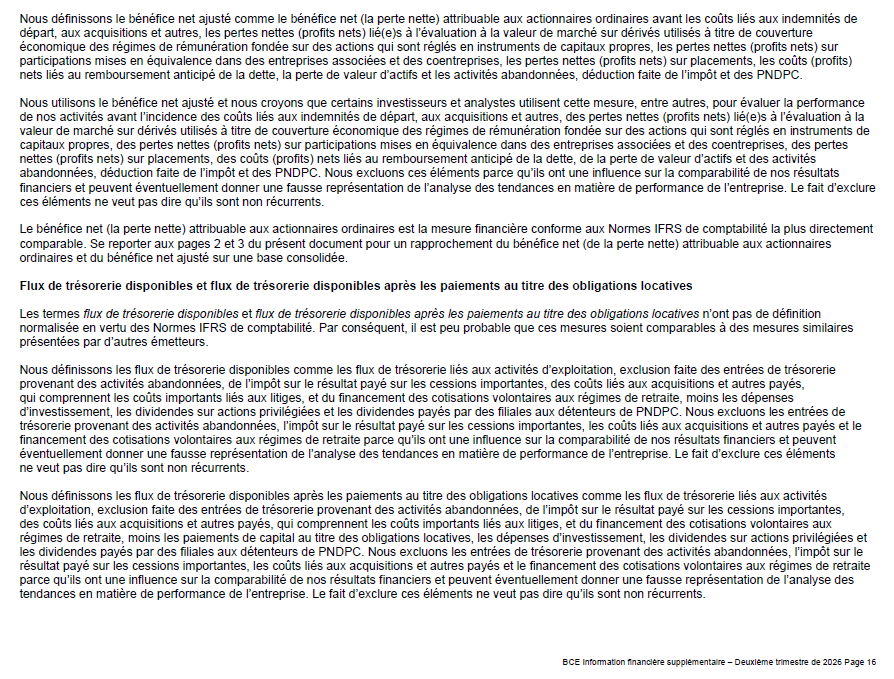 Nous définissons le bénéfice net ajusté comme le bénéfice net (la perte nette) attribuable aux actionnaires ordinaires avant les coûts liés aux indemnités de
départ, aux acquisitions et autres, les pertes nettes (profits nets) lié(e)s à l’évaluation à la valeur de marché sur dérivés utilisés à titre de couverture
économique des régimes de rémunération fondée sur des actions qui sont réglés en instruments de capitaux propres, les pertes nettes (profits nets) sur
participations mises en équivalence dans des entreprises associées et des coentreprises, les pertes nettes (profits nets) sur placements, les coûts (profits)
nets liés au remboursement anticipé de la dette, la perte de valeur d’actifs et les activités abandonnées, déduction faite de l’impôt et des PNDPC.
Nous utilisons le bénéfice net ajusté et nous croyons que certains investisseurs et analystes utilisent cette mesure, entre autres, pour évaluer la performance
de nos activités avant l’incidence des coûts liés aux indemnités de départ, aux acquisitions et autres, des pertes nettes (profits nets) lié(e)s à l’évaluation à la
valeur de marché sur dérivés utilisés à titre de couverture économique des régimes de rémunération fondée sur des actions qui sont réglés en instruments de
capitaux propres, des pertes nettes (profits nets) sur participations mises en équivalence dans des entreprises associées et des coentreprises, des pertes
nettes (profits nets) sur placements, des coûts (profits) nets liés au remboursement anticipé de la dette, de la perte de valeur d’actifs et des activités
abandonnées, déduction faite de l’impôt et des PNDPC. Nous excluons ces éléments parce qu’ils ont une influence sur la comparabilité de nos résultats
financiers et peuvent éventuellement donner une fausse représentation de l’analyse des tendances en matière de performance de l’entreprise. Le fait d’exclure
ces éléments ne veut pas dire qu’ils sont non récurrents.
Le bénéfice net (la perte nette) attribuable aux actionnaires ordinaires est la mesure financière conforme aux Normes IFRS de comptabilité la plus directement
comparable. Se reporter aux pages 2 et 3 du présent document pour un rapprochement du bénéfice net (de la perte nette) attribuable aux actionnaires
ordinaires et du bénéfice net ajusté sur une base consolidée.
Flux de trésorerie disponibles et flux de trésorerie disponibles après les paiements au titre des obligations locatives
Les termes flux de trésorerie disponibles et flux de trésorerie disponibles après les paiements au titre des obligations locatives n’ont pas de définition
normalisée en vertu des Normes IFRS de comptabilité. Par conséquent, il est peu probable que ces mesures soient comparables à des mesures similaires
présentées par d’autres émetteurs.
Nous définissons les flux de trésorerie disponibles comme les flux de trésorerie liés aux activités d’exploitation, exclusion faite des entrées de trésorerie
provenant des activités abandonnées, de l’impôt sur le résultat payé sur les cessions importantes, des coûts liés aux acquisitions et autres payés,
qui comprennent les coûts importants liés aux litiges, et du financement des cotisations volontaires aux régimes de retraite, moins les dépenses
d’investissement, les dividendes sur actions privilégiées et les dividendes payés par des filiales aux détenteurs de PNDPC. Nous excluons les entrées de
trésorerie provenant des activités abandonnées, l’impôt sur le résultat payé sur les cessions importantes, les coûts liés aux acquisitions et autres payés et le
financement des cotisations volontaires aux régimes de retraite parce qu’ils ont une influence sur la comparabilité de nos résultats financiers et peuvent
éventuellement donner une fausse représentation de l’analyse des tendances en matière de performance de l’entreprise. Le fait d’exclure ces éléments
ne veut pas dire qu’ils sont non récurrents.
Nous définissons les flux de trésorerie disponibles après les paiements au titre des obligations locatives comme les flux de trésorerie liés aux activités
d’exploitation, exclusion faite des entrées de trésorerie provenant des activités abandonnées, de l’impôt sur le résultat payé sur les cessions importantes,
des coûts liés aux acquisitions et autres payés, qui comprennent les coûts importants liés aux litiges, et du financement des cotisations volontaires aux
régimes de retraite, moins les paiements de capital au titre des obligations locatives, les dépenses d’investissement, les dividendes sur actions privilégiées et
les dividendes payés par des filiales aux détenteurs de PNDPC. Nous excluons les entrées de trésorerie provenant des activités abandonnées, l’impôt sur le
résultat payé sur les cessions importantes, les coûts liés aux acquisitions et autres payés et le financement des cotisations volontaires aux régimes de retraite
parce qu’ils ont une influence sur la comparabilité de nos résultats financiers et peuvent éventuellement donner une fausse représentation de l’analyse des
tendances en matière de performance de l’entreprise. Le fait d’exclure ces éléments ne veut pas dire qu’ils sont non récurrents.
BCE Information financière supplémentaire – Deuxième trimestre de 2026 Page 16